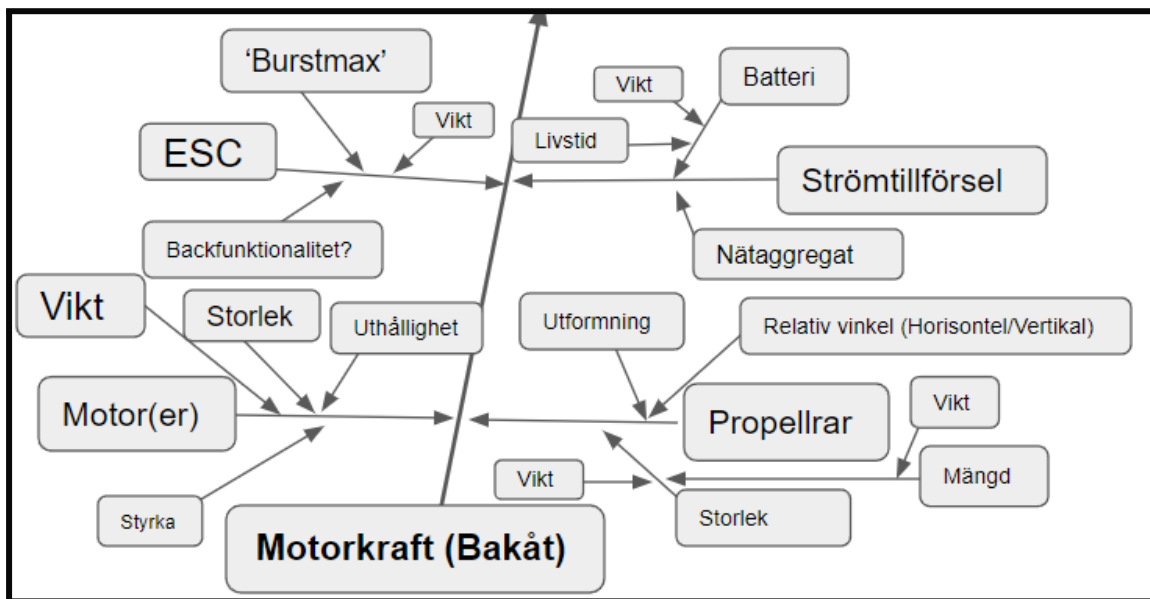 'Burstmax'
Vikt
Batteri
Vikt
Livstid
ESC
Strömtillförsel
Backfunktionalitet?
Nätaggregat
Vikt
Storlek
Uthållighet
Utformning
Relativ vinkel (Horisontel/Vertikal)
Motor(er)
Propellrar
Vikt
Vikt
Mängd
Styrka
Storlek
Motorkraft (Bakåt)